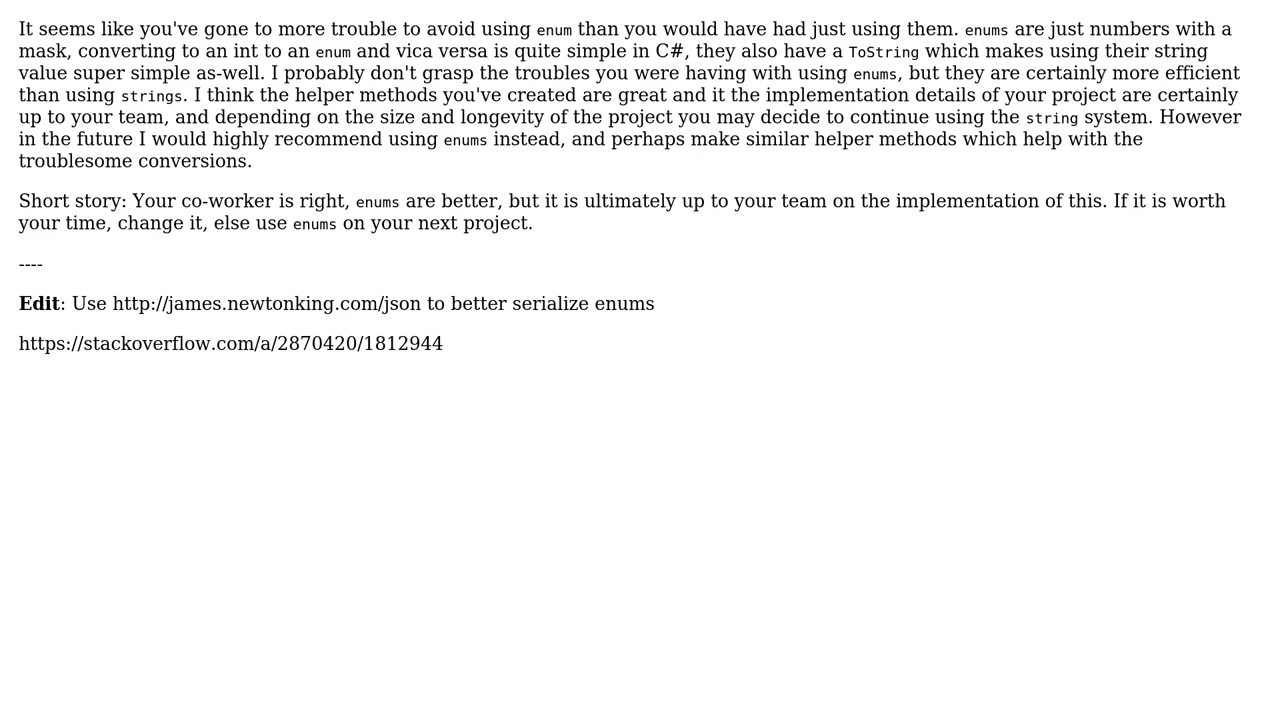 It seems like you've gone to more trouble to avoid using enum than you would have had just using them. enums are just numbers with a
mask, converting to an int to an enum and vica versa is quite simple in C#, they also have a ToString which makes using their string
value super simple as-well. I probably don't grasp the troubles you were having with using enums, but they are certainly more efficient
than using strings. I think the helper methods you've created are great and it the implementation details of your project are certainly
up to your team, and depending on the size and longevity of the project you may decide to continue using the string system. However
in the future I would highly recommend using enums instead, and perhaps make similar helper methods which help with the
troublesome conversions.
Short story: Your co-worker is right, enums are better, but it is ultimately up to your team on the implementation of this. If it is worth
your time, change it, else use enums on your next project.
----
Edit: Use http://james.newtonking.com/json to better serialize enums
https://stackoverflow.com/a/2870420/1812944